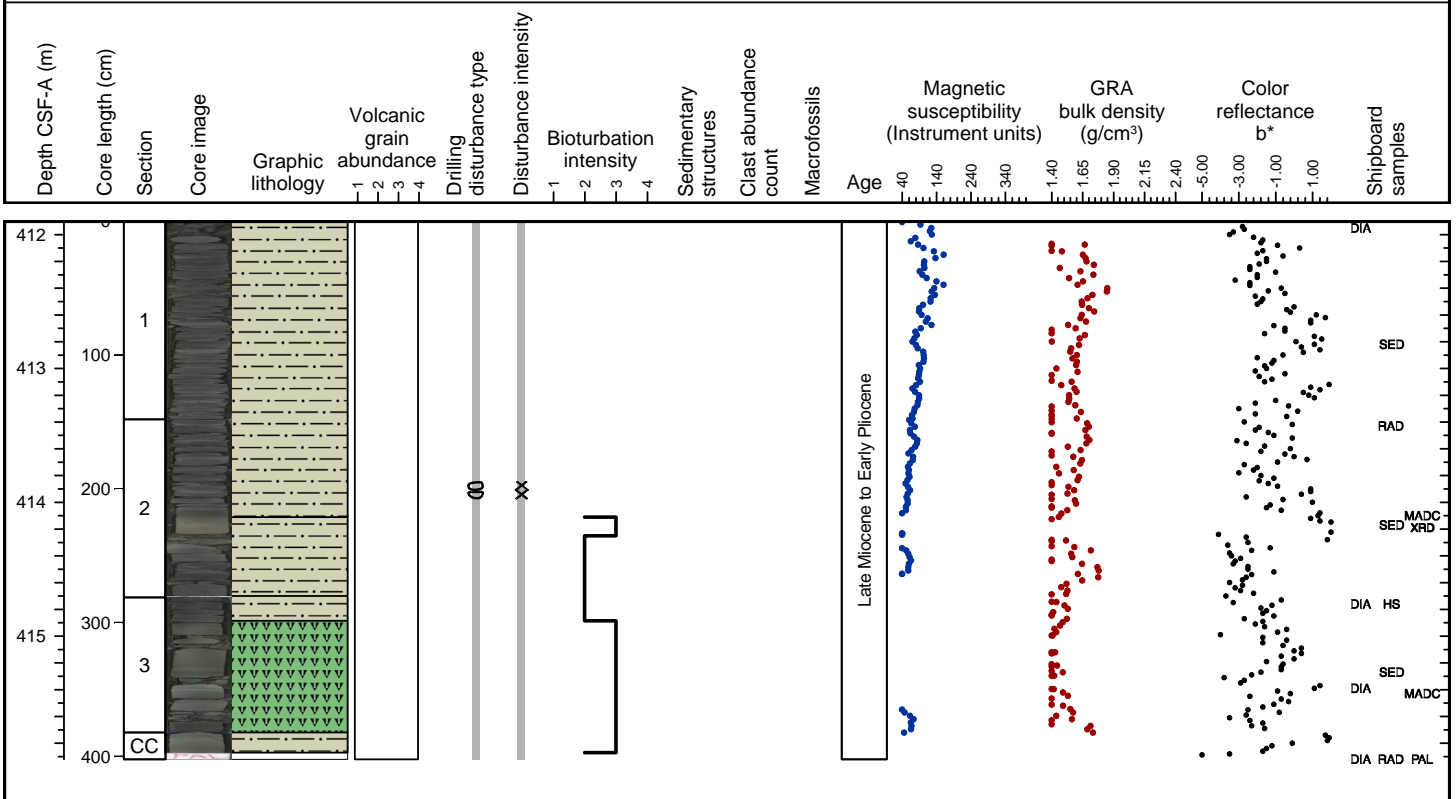 Depth CSF-A (m)
Core length (cm)
Section
Core image
Graphic
lithology
Volcanic
grain
abundance
1 2 3 4
Drilling
disturbance type
Disturbance intensity
Bioturbation
intensity
1 2 3 4
Sedimentary
structures
Clast abundance
count
Macrofossils
Age
Magnetic
susceptibility
(Instrument units)
40 140 240 340
GRA
bulk density
(g/cm³)
1.40 1.65 1.90 2.15 2.40
Color
reflectance
b*
-5.00 -3.00 -1.00 1.00
Shipboard
samples
412
413
414
415
0
100
200
300
400
1
2
3
CC
Late Miocene to Early Pliocene
DIA
SED
RAD
MADC
SED XRD
DIA HS
SED
DIA MADC
DIA RAD PAL